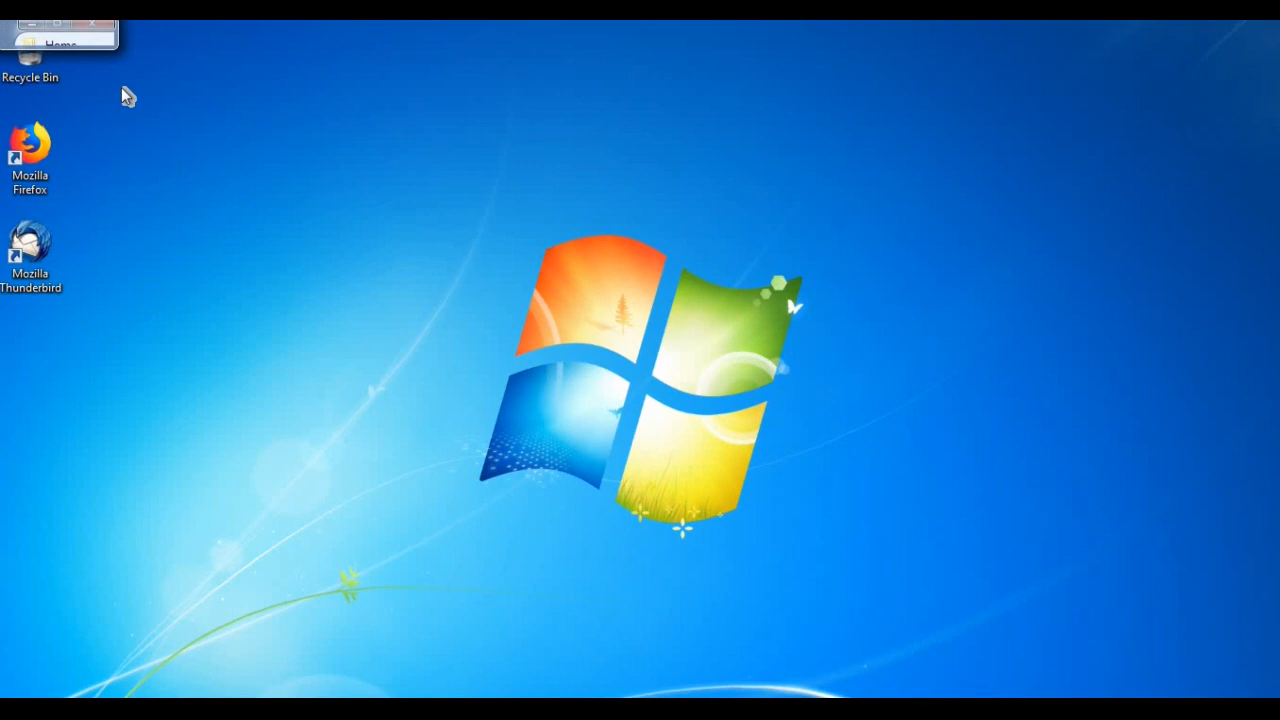 Home
Recycle Bin
Mozilla
Firefox
Mozilla
Thunderbird